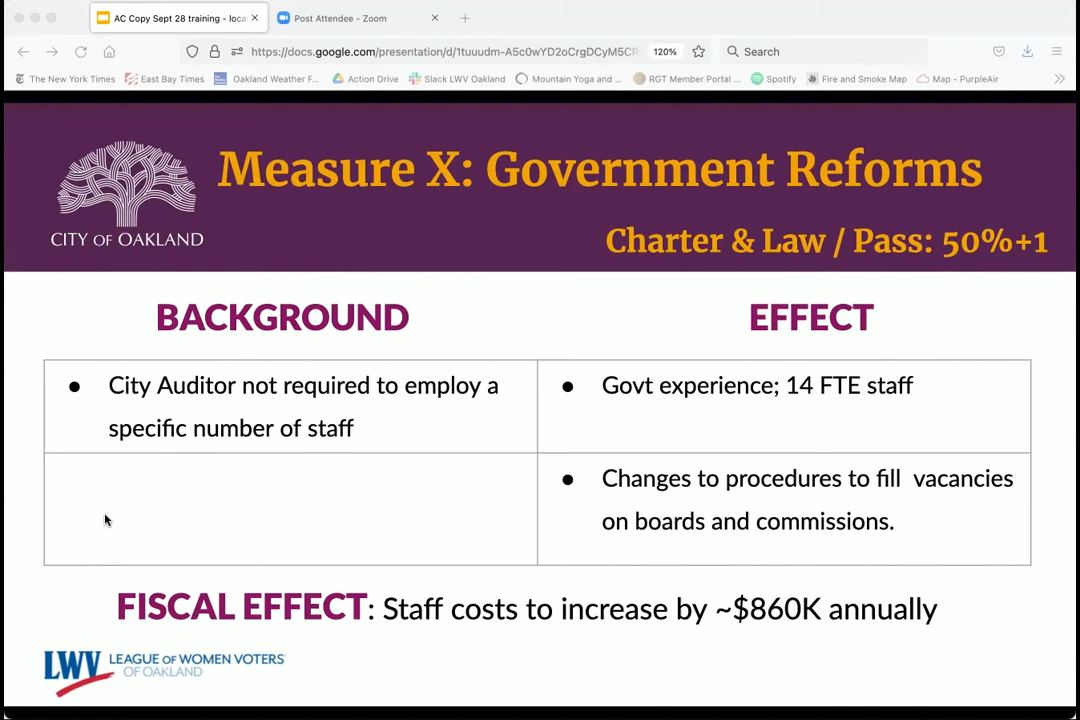 AC Copy Sept 28 training - loca
Post Attendee - Zoom
https://docs.google.com/presentation/d/1tuuudm-A5c0wYD2oCrgDCyM5CR
120%
Search
The New York Times
East Bay Times
Oakland Weather F...
Action Drive
Slack LWV Oakland
Mountain Yoga and ...
RGT Member Portal ...
Spotify
Fire and Smoke Map
Map - PurpleAir
Measure X: Government Reforms
CITY OF OAKLAND
Charter & Law / Pass: 50%+1
BACKGROUND
EFFECT
• City Auditor not required to employ a
specific number of staff
• Govt experience; 14 FTE staff
• Changes to procedures to fill vacancies
on boards and commissions.
FISCAL EFFECT: Staff costs to increase by ~$860K annually
LWV LEAGUE OF WOMEN VOTERS®
OF OAKLAND